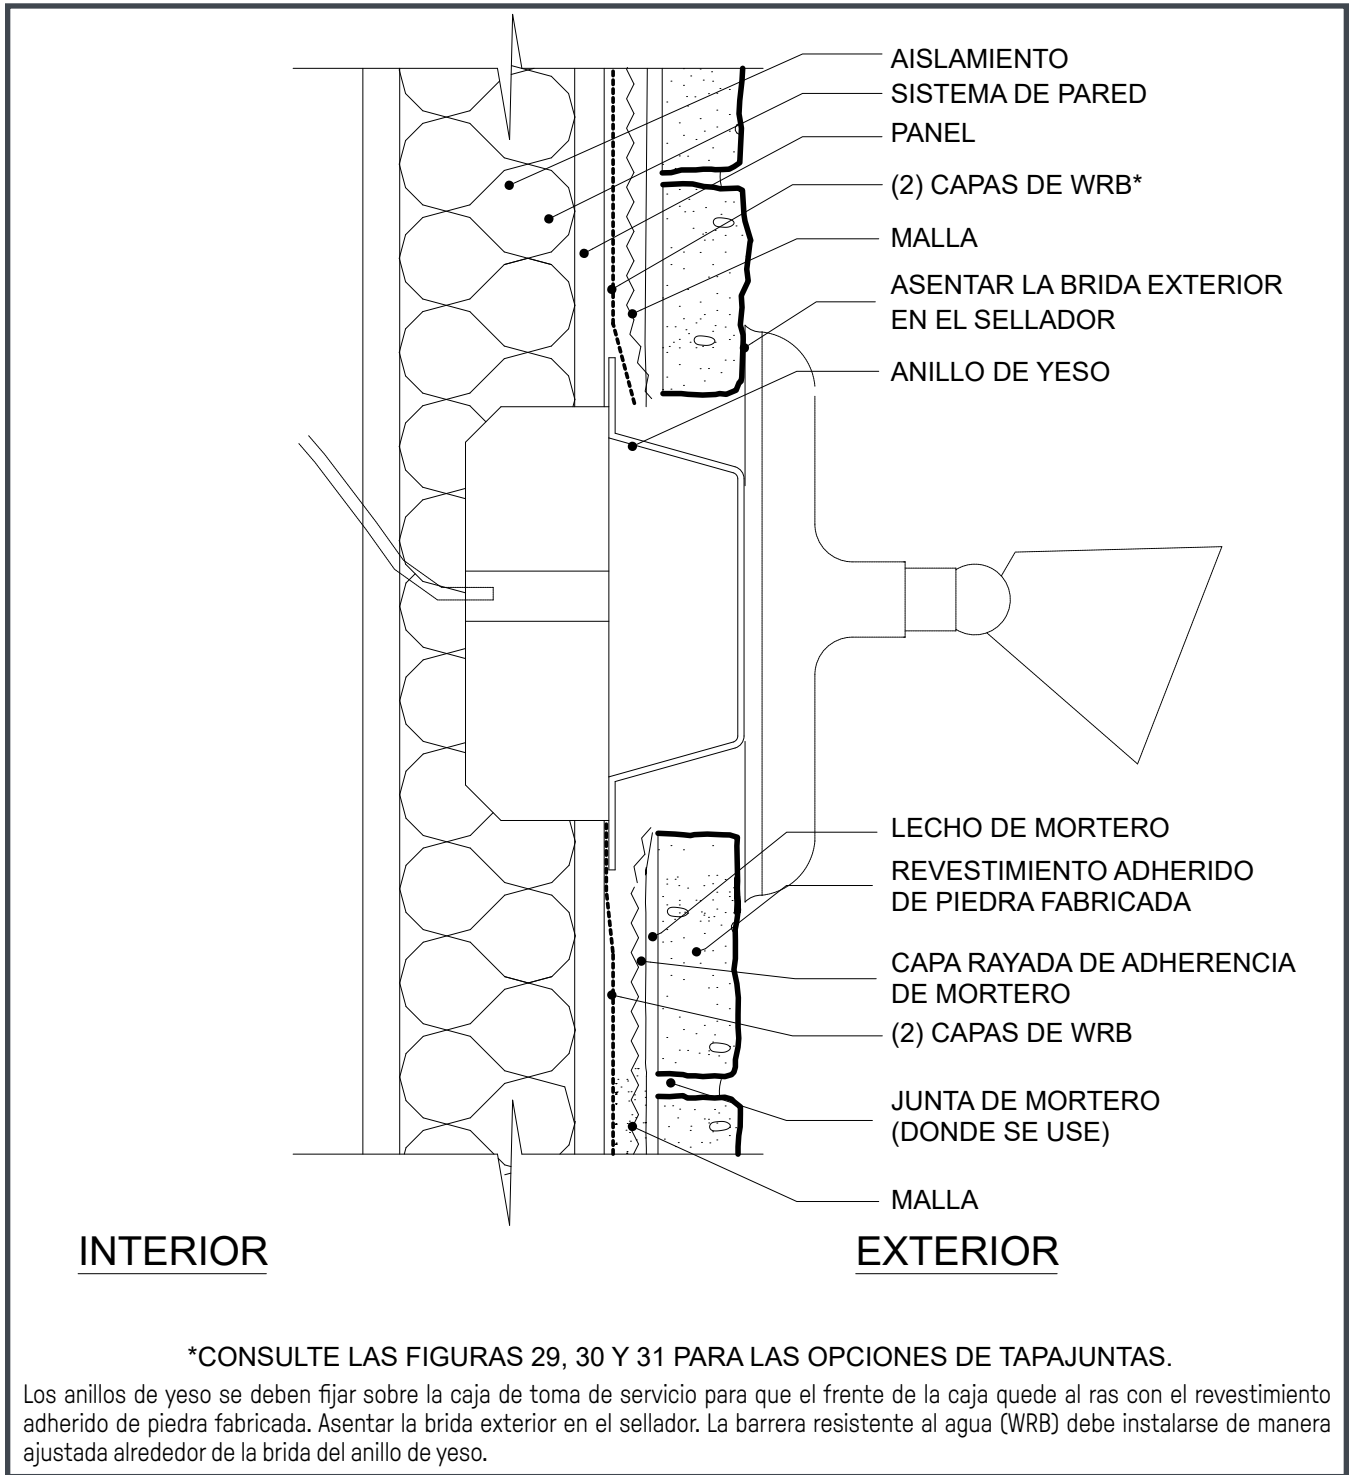 AISLAMIENTO
SISTEMA DE PARED
PANEL
(2) CAPAS DE WRB*
MALLA
ASENTAR LA BRIDA EXTERIOR
EN EL SELLADOR
ANILLO DE YESO
LECHO DE MORTERO
REVESTIMIENTO ADHERIDO
DE PIEDRA FABRICADA
CAPA RAYADA DE ADHERENCIA
DE MORTERO
(2) CAPAS DE WRB
JUNTA DE MORTERO
(DONDE SE USE)
MALLA
INTERIOR
EXTERIOR
*CONSULTE LAS FIGURAS 29, 30 Y 31 PARA LAS OPCIONES DE TAPAJUNTAS.
Los anillos de yeso se deben fijar sobre la caja de toma de servicio para que el frente de la caja quede al ras con el revestimiento
adherido de piedra fabricada. Asentar la brida exterior en el sellador. La barrera resistente al agua (WRB) debe instalarse de manera
ajustada alrededor de la brida del anillo de yeso.